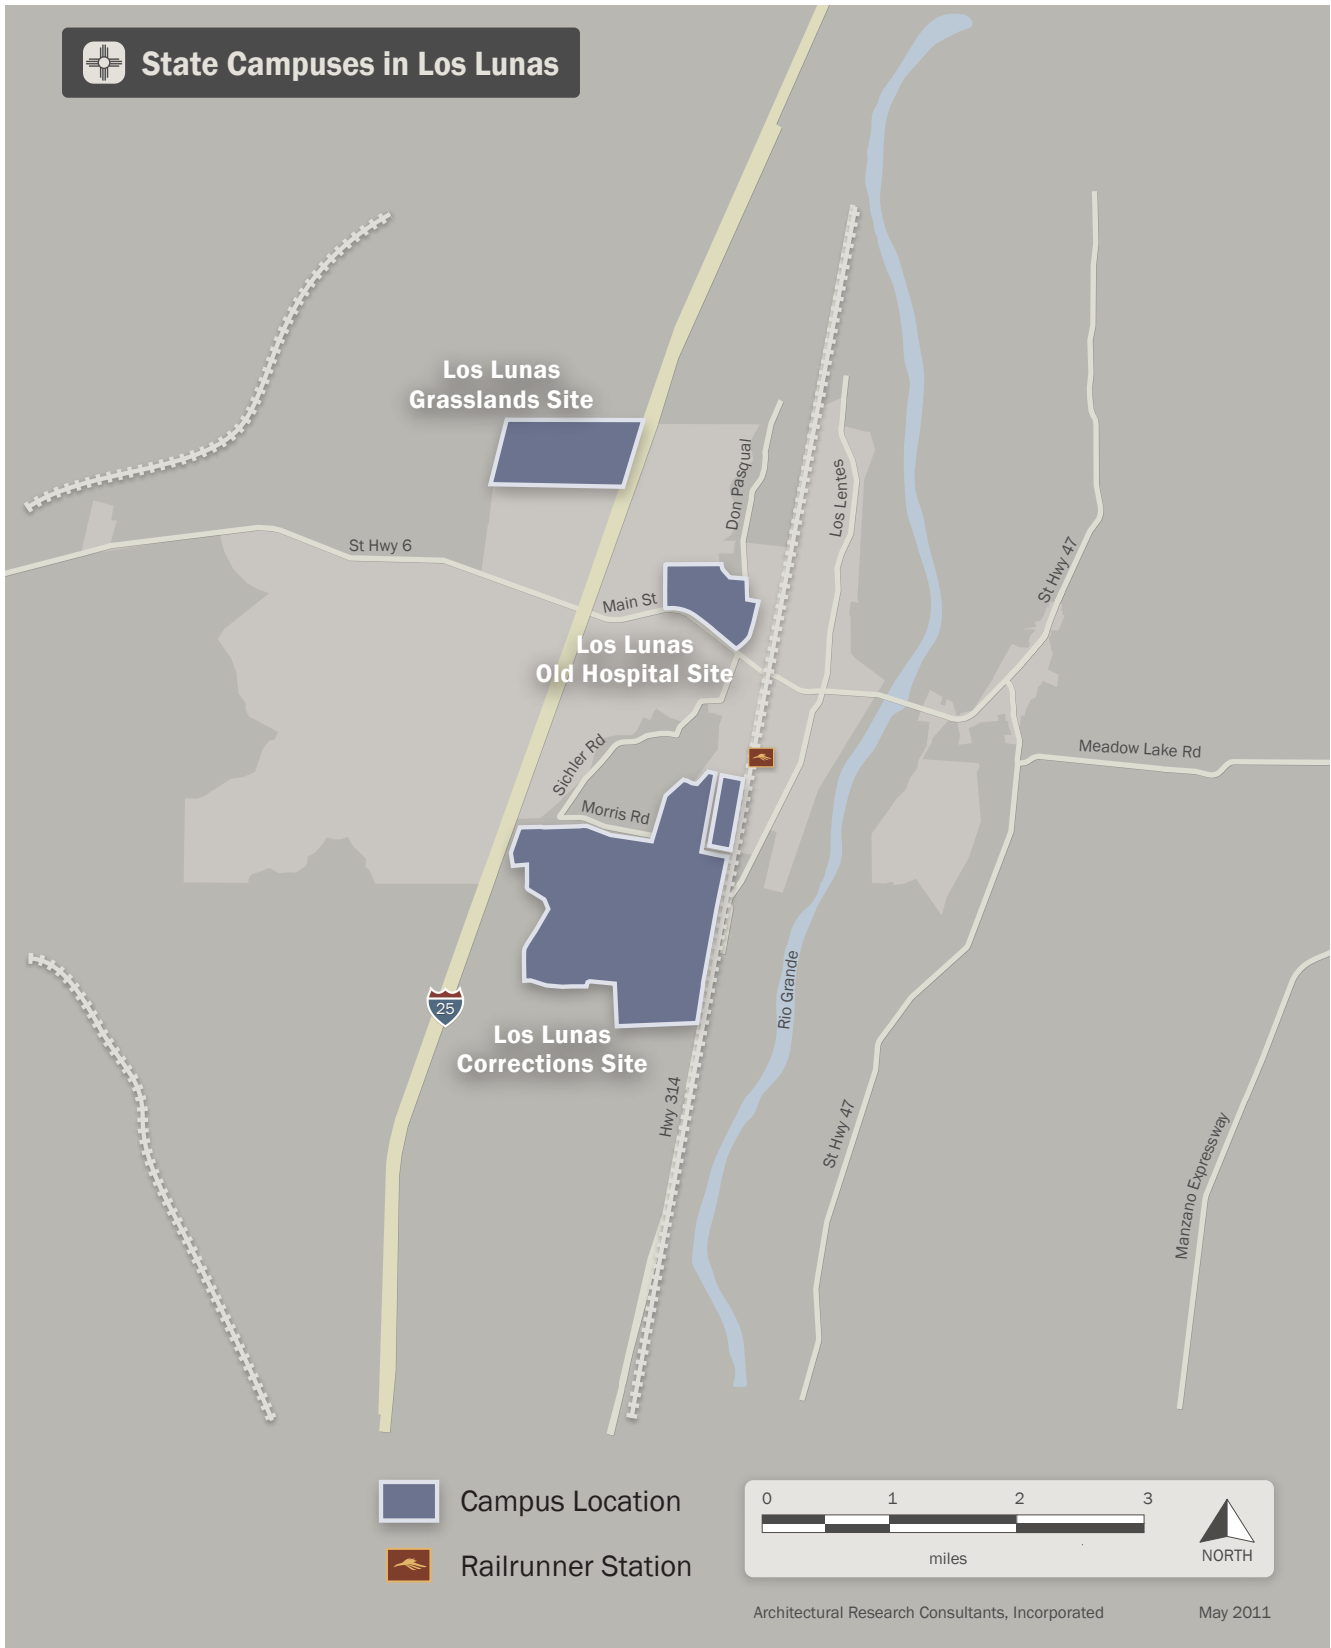 State Campuses in Los Lunas
Los Lunas
Grasslands Site
Don Pasqual
Los Lentes
St Hwy 6
St Hwy 47
Main St
Los Lunas
Old Hospital Site
Sichler Rd
Meadow Lake Rd
Morris Rd
25
Rio Grande
Los Lunas
Corrections Site
Hwy 314
St Hwy 47
Manzano Expressway
Campus Location
Railrunner Station
0 1 2 3
miles
NORTH
Architectural Research Consultants, Incorporated
May 2011